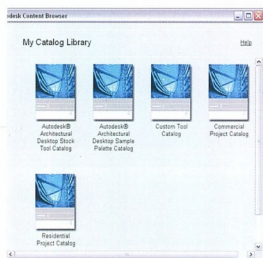 desk Content Browser
My Catalog Library
Help
Autodesk®
Architectural
Desktop Stock
Tool Catalog
Autodesk®
Architectural
Desktop Sample
Palette Catalog
Custom Tool
Catalog
Commercial
Project Catalog
Residential
Project Catalog